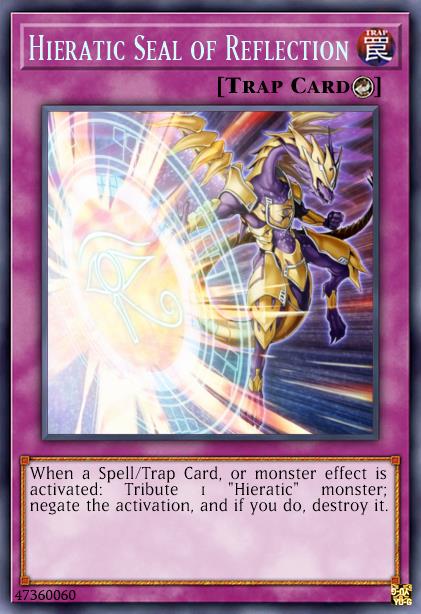 HIERATIC SEAL OF REFLECTION
TRAP
罠
[TRAP CARD]
When a Spell/Trap Card, or monster effect is
activated: Tribute 1 "Hieratic" monster;
negate the activation, and if you do, destroy it.
47360060